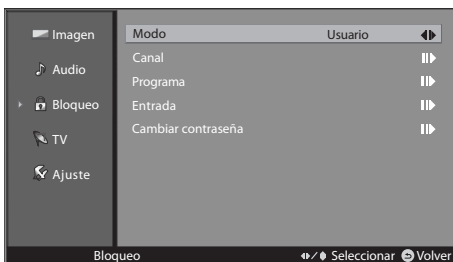 Imagen
Audio
Bloqueo
TV
Ajuste
Modo Usuario
Canal
Programa
Entrada
Cambiar contraseña
Bloqueo Seleccionar Volver